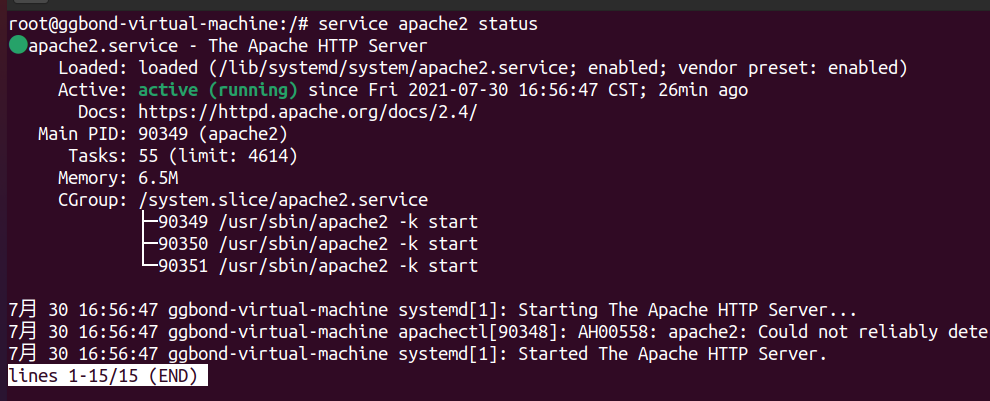 root@ggbond-virtual-machine:/# service apache2 status
●apache2.service - The Apache HTTP Server
     Loaded: loaded (/lib/systemd/system/apache2.service; enabled; vendor preset: enabled)
     Active: active (running) since Fri 2021-07-30 16:56:47 CST; 26min ago
       Docs: https://httpd.apache.org/docs/2.4/
   Main PID: 90349 (apache2)
      Tasks: 55 (limit: 4614)
     Memory: 6.5M
     CGroup: /system.slice/apache2.service
             ├─90349 /usr/sbin/apache2 -k start
             ├─90350 /usr/sbin/apache2 -k start
             └─90351 /usr/sbin/apache2 -k start

7月 30 16:56:47 ggbond-virtual-machine systemd[1]: Starting The Apache HTTP Server...
7月 30 16:56:47 ggbond-virtual-machine apachectl[90348]: AH00558: apache2: Could not reliably dete
7月 30 16:56:47 ggbond-virtual-machine systemd[1]: Started The Apache HTTP Server.
lines 1-15/15 (END)